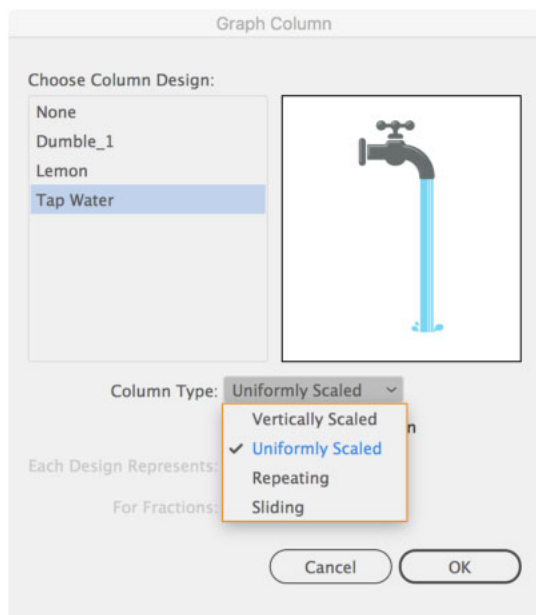 Graph Column
Choose Column Design:
None
Dumble_1
Lemon
Tap Water
Column Type: Uniformly Scaled
Vertically Scaled
n
Uniformly Scaled
Each Design Represents:
Repeating
For Fractions:
Sliding
Cancel
OK